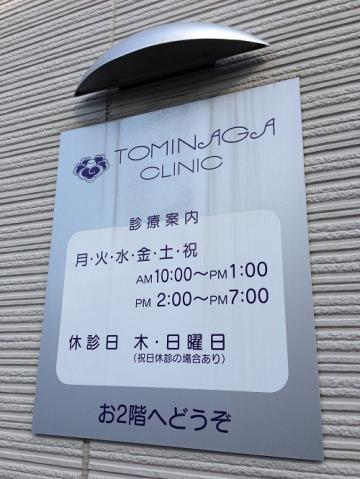 TOMINAGA
CLINIC
診療案内
月・火・水・金・土・祝
AM10:00〜PM1:00
PM 2:00〜PM7:00
休診日 木・日曜日
(祝日休診の場合あり)
お2階へどうぞ